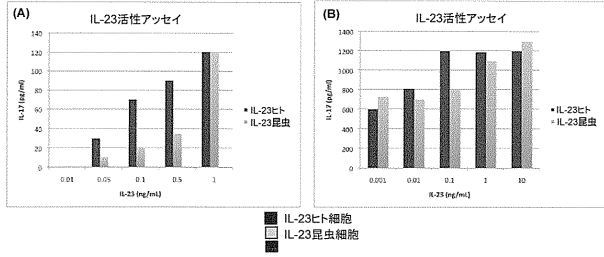 (A)
IL-23活性アッセイ
140
120
100
80
60
40
20
0
IL-17 (pg/ml)
0.01 0.05 0.1 0.5 1
IL-23 (ng/mL)
IL-23ヒト
IL-23昆虫
(B)
IL-23活性アッセイ
1400
1200
1000
800
600
400
200
0
IL-17 (pg/ml)
0.001 0.01 0.1 1 10
IL-23 (ng/mL)
IL-23ヒト
IL-23昆虫
IL-23ヒト細胞
IL-23昆虫細胞